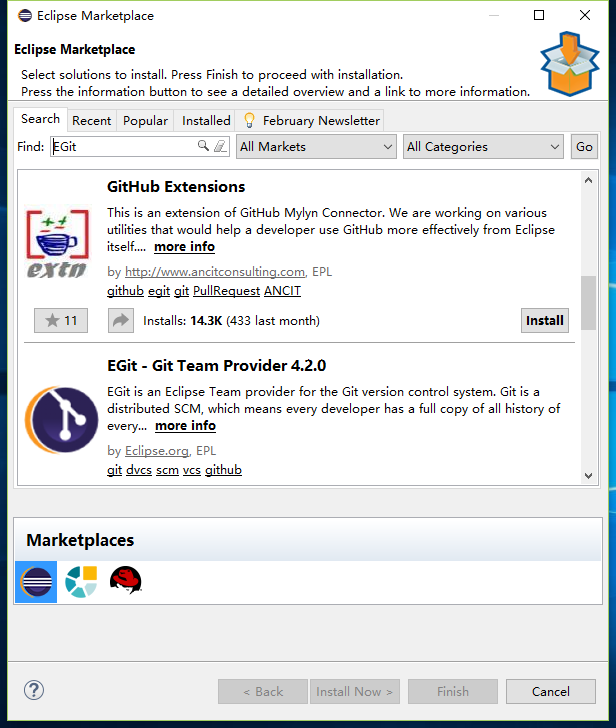 Eclipse Marketplace
Eclipse Marketplace
Select solutions to install. Press Finish to proceed with installation.
Press the information button to see a detailed overview and a link to more information.
Search Recent Popular Installed February Newsletter
Find: EGit All Markets All Categories Go
GitHub Extensions
This is an extension of GitHub Mylyn Connector. We are working on various
utilities that would help a developer use GitHub more effectively from Eclipse
itself.... more info
extn
by http://www.ancitconsulting.com, EPL
github egit git PullRequest ANCIT
11 Installs: 14.3K (433 last month) Install
EGit - Git Team Provider 4.2.0
EGit is an Eclipse Team provider for the Git version control system. Git is a
distributed SCM, which means every developer has a full copy of all history of
every... more info
by Eclipse.org, EPL
git dvcs scm vcs github
Marketplaces
? < Back Install Now > Finish Cancel